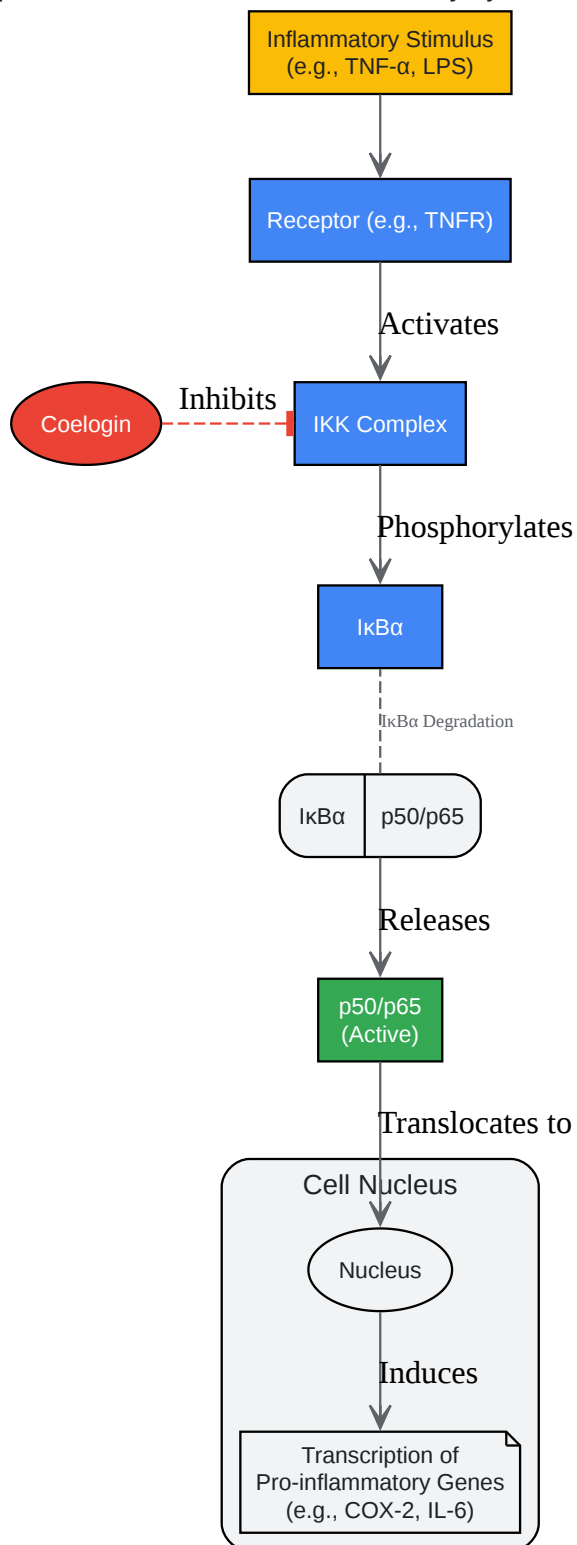 Inflammatory Stimulus
(e.g., TNF-α, LPS)
Receptor (e.g., TNFR)
Activates
Inhibits
Coelogin
IKK Complex
Phosphorylates
IκBα
IκBα Degradation
IκBα
p50/p65
Releases
p50/p65
(Active)
Translocates to
Cell Nucleus
Nucleus
Induces
Transcription of
Pro-inflammatory Genes
(e.g., COX-2, IL-6)